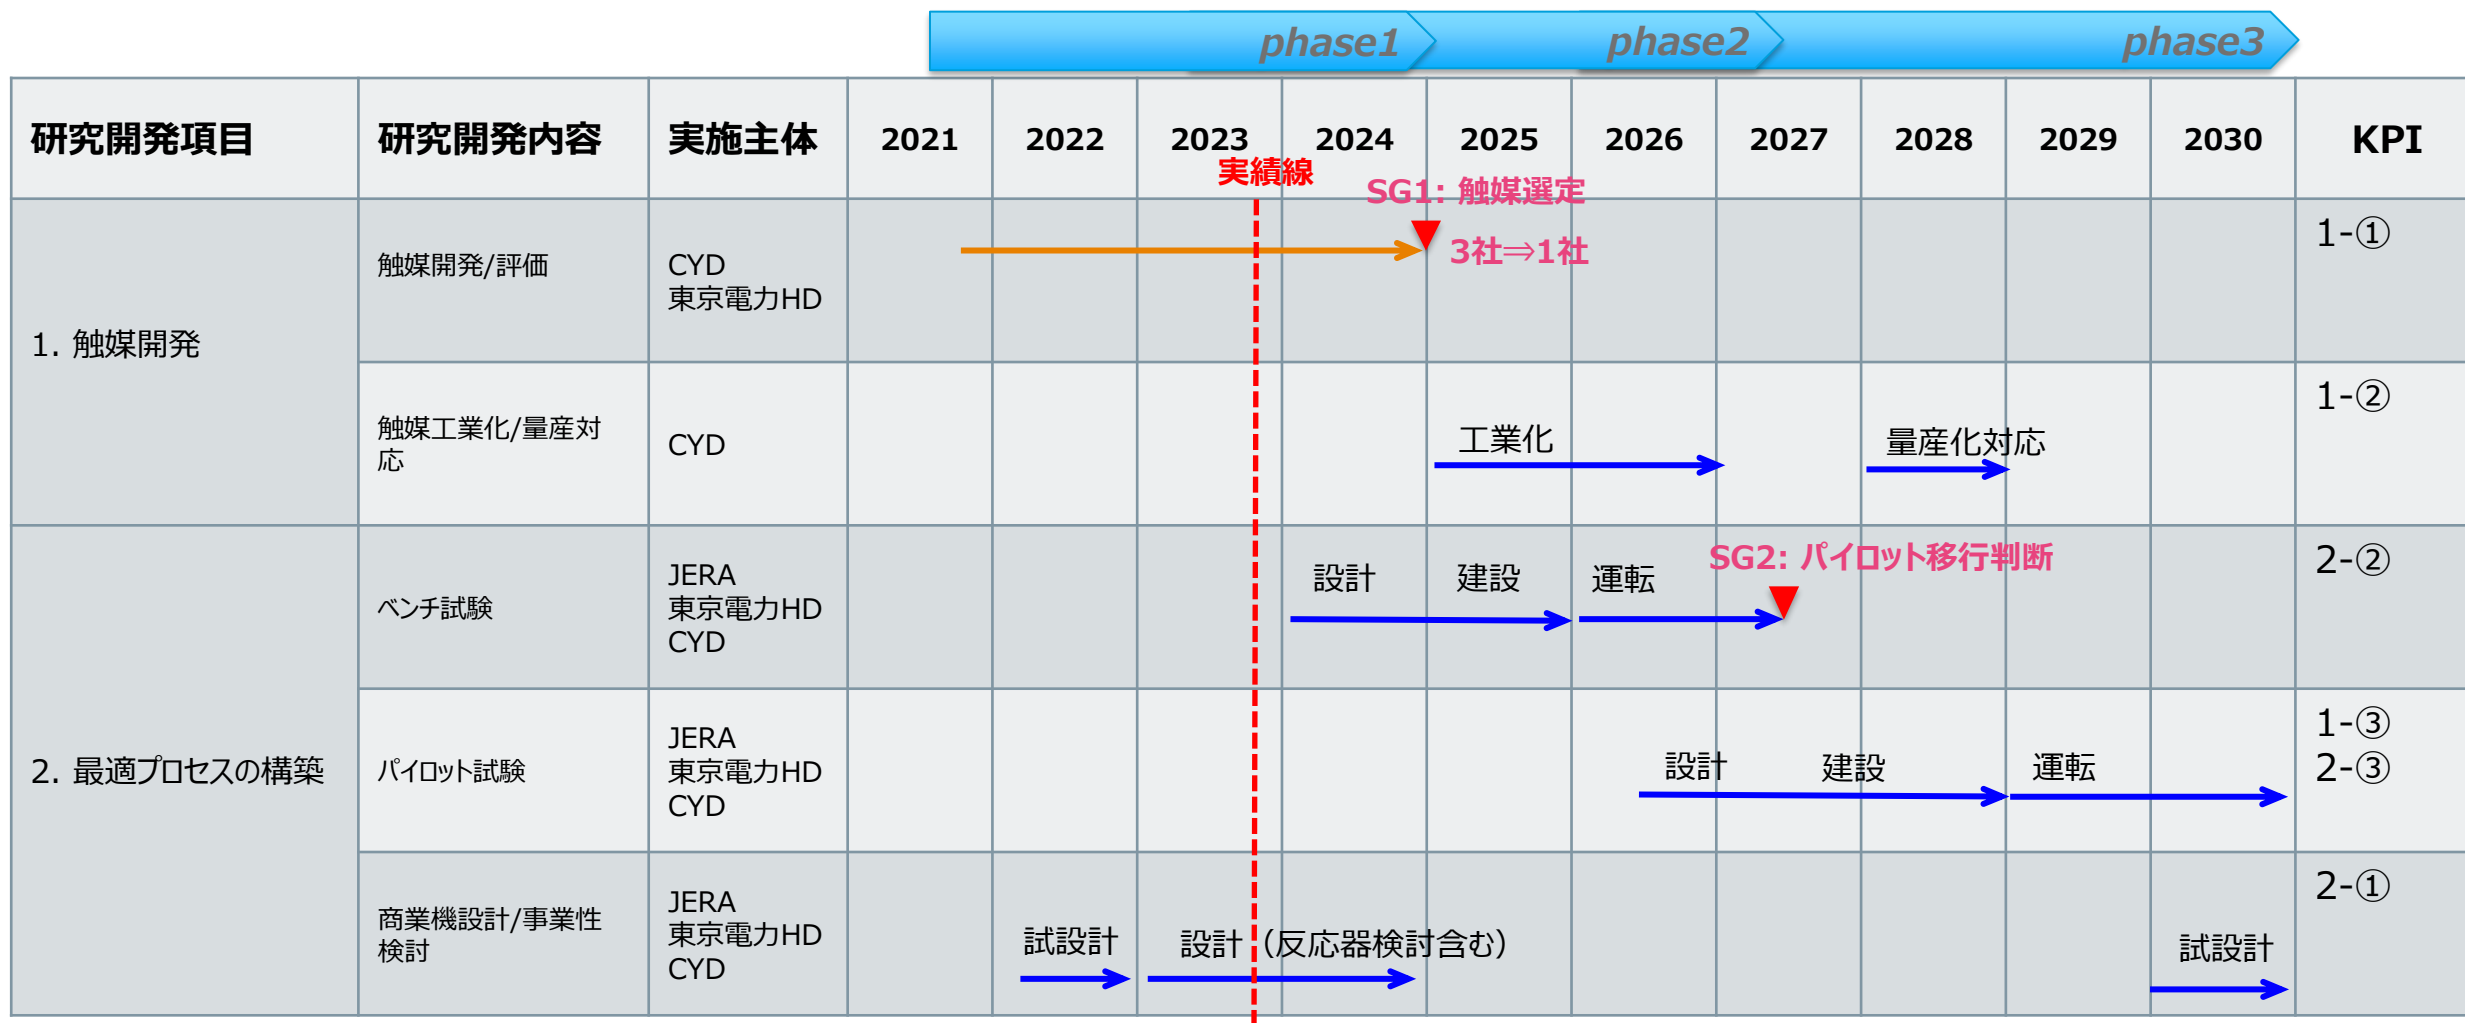 phase1 phase2 phase3
研究開発項目 研究開発内容 実施主体 2021 2022 2023 2024 2025 2026 2027 2028 2029 2030 KPI
実績線
SG1: 触媒選定
3社⇒1社
1. 触媒開発
触媒開発/評価
CYD
東京電力HD
1-①
触媒工業化/量産対
応
CYD
工業化
量産化対応
1-②
2. 最適プロセスの構築
ベンチ試験
JERA
東京電力HD
CYD
設計 建設 運転
SG2: パイロット移行判断
2-②
パイロット試験
JERA
東京電力HD
CYD
設計 建設 運転
1-③
2-③
商業機設計/事業性
検討
JERA
東京電力HD
CYD
試設計
設計（反応器検討含む）
試設計
2-①